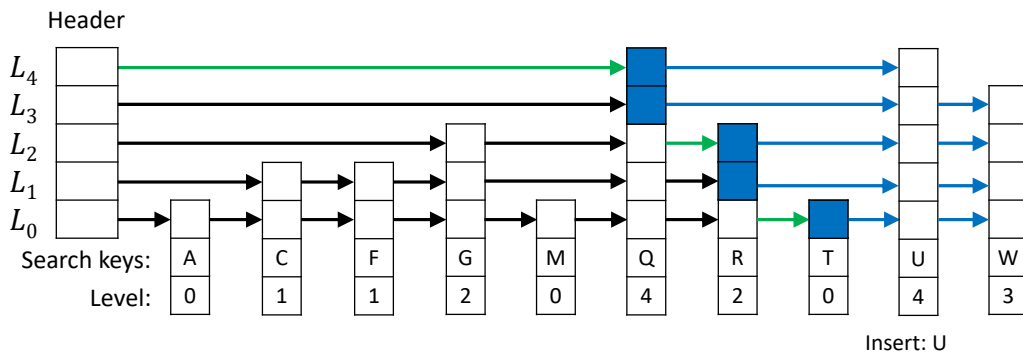 Header
L₄
L₃
L₂
L₁
L₀
Search keys: A C F G M Q R T U W
Level: 0 1 1 2 0 4 2 0 4 3
Insert: U